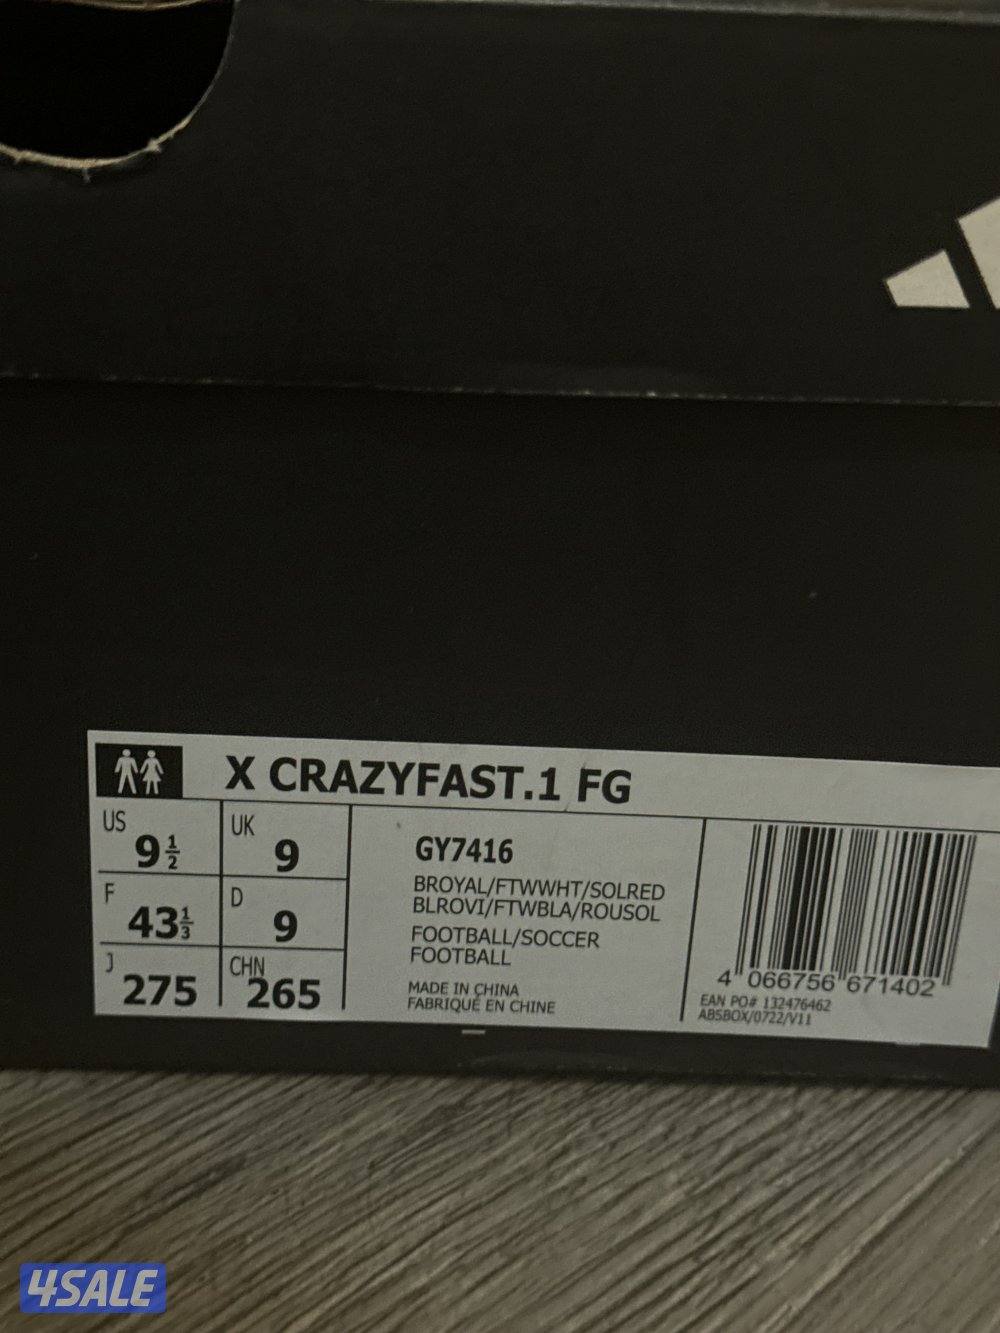 X CRAZYFAST.1 FG
US 9 1/2
UK 9
F 43 1/3
D 9
J 275
CHN 265
GY7416
BROYAL/FTWWHT/SOLRED
BLROVI/FTWBLA/ROUSOL
FOOTBALL/SOCCER
FOOTBALL
MADE IN CHINA
FABRIQUÉ EN CHINE
4 066756 671402
EAN PO# 132476462
ABSBOX/0722/V11
4SALE